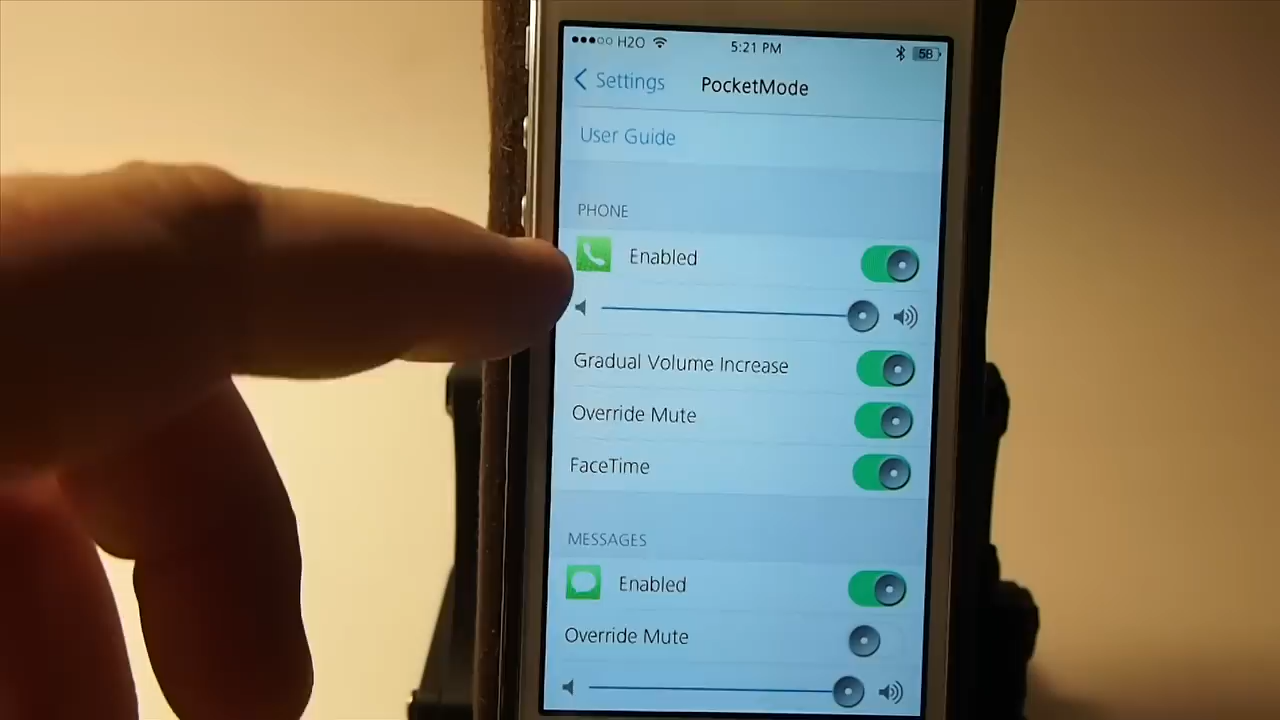 H2O 5:21 PM 58
Settings PocketMode
User Guide
PHONE
Enabled
Gradual Volume Increase
Override Mute
FaceTime
MESSAGES
Enabled
Override Mute